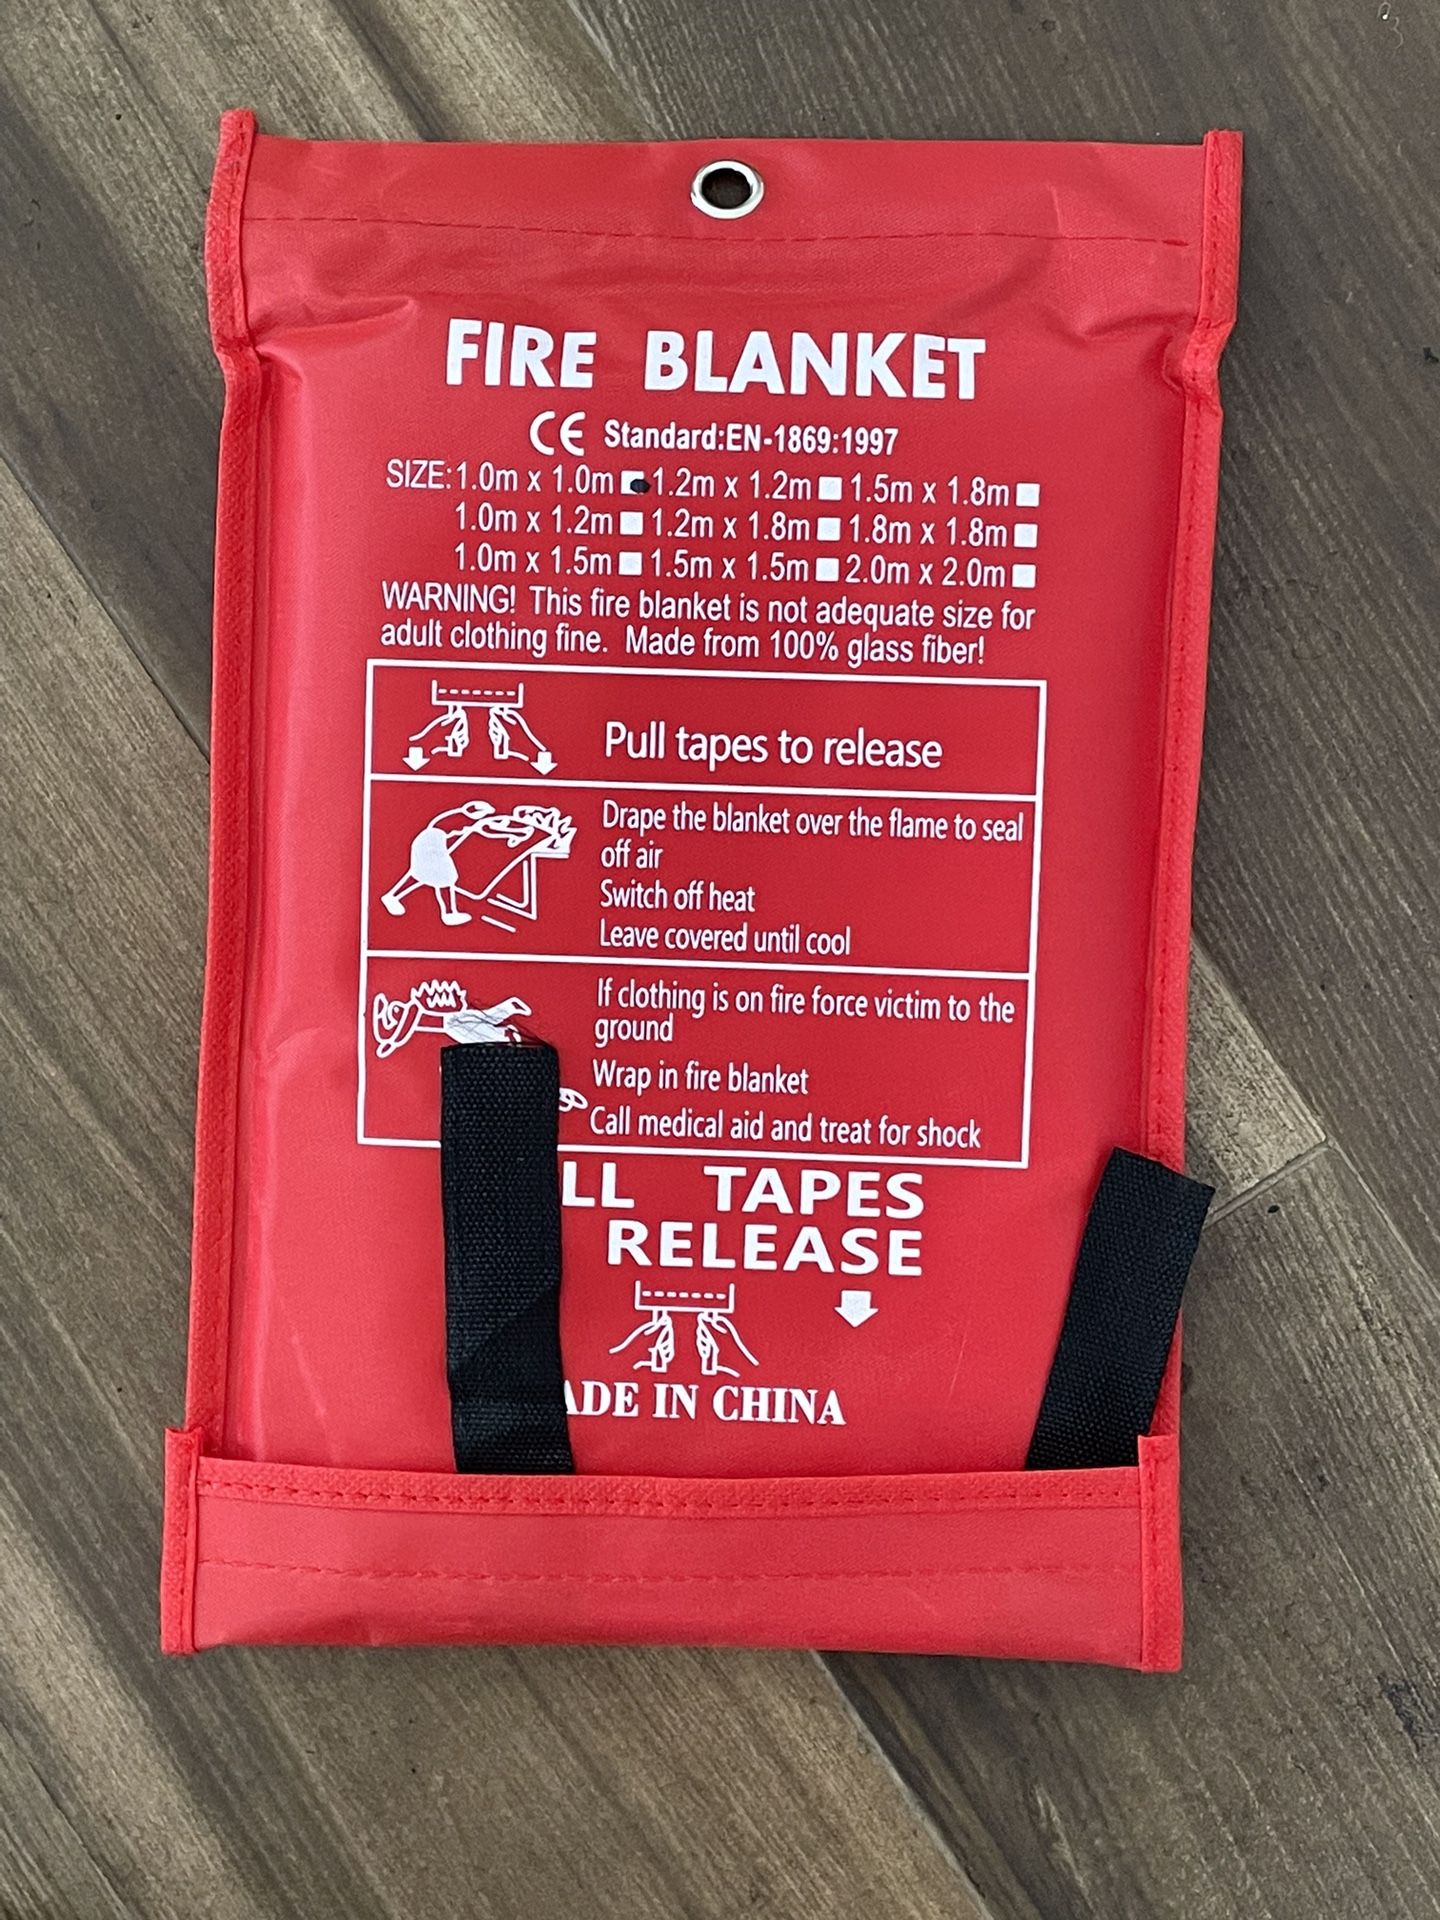 FIRE BLANKET
CE Standard:EN-1869:1997
SIZE:1.0m x 1.0m 1.2m x 1.2m 1.5m x 1.8m
1.0m x 1.2m 1.2m x 1.8m 1.8m x 1.8m
1.0m x 1.5m 1.5m x 1.5m 2.0m x 2.0m
WARNING! This fire blanket is not adequate size for
adult clothing fine. Made from 100% glass fiber!
Pull tapes to release
Drape the blanket over the flame to seal
off air
Switch off heat
Leave covered until cool
If clothing is on fire force victim to the
ground
Wrap in fire blanket
Call medical aid and treat for shock
LL TAPES
RELEASE
ADE IN CHINA